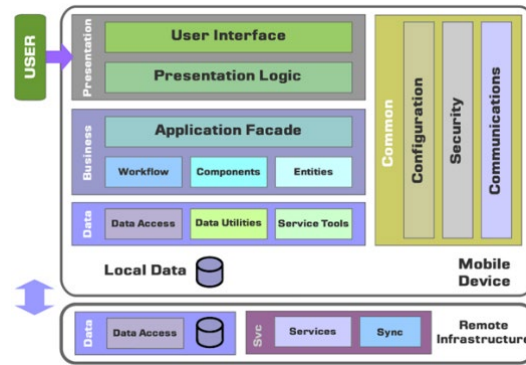 USER
Presentation
User Interface
Presentation Logic
Business
Application Facade
Workflow
Components
Entities
Data
Data Access
Data Utilities
Service Tools
Common
Configuration
Security
Communications
Local Data
Mobile
Device
Data
Data Access
Svc
Services
Sync
Remote
Infrastructure